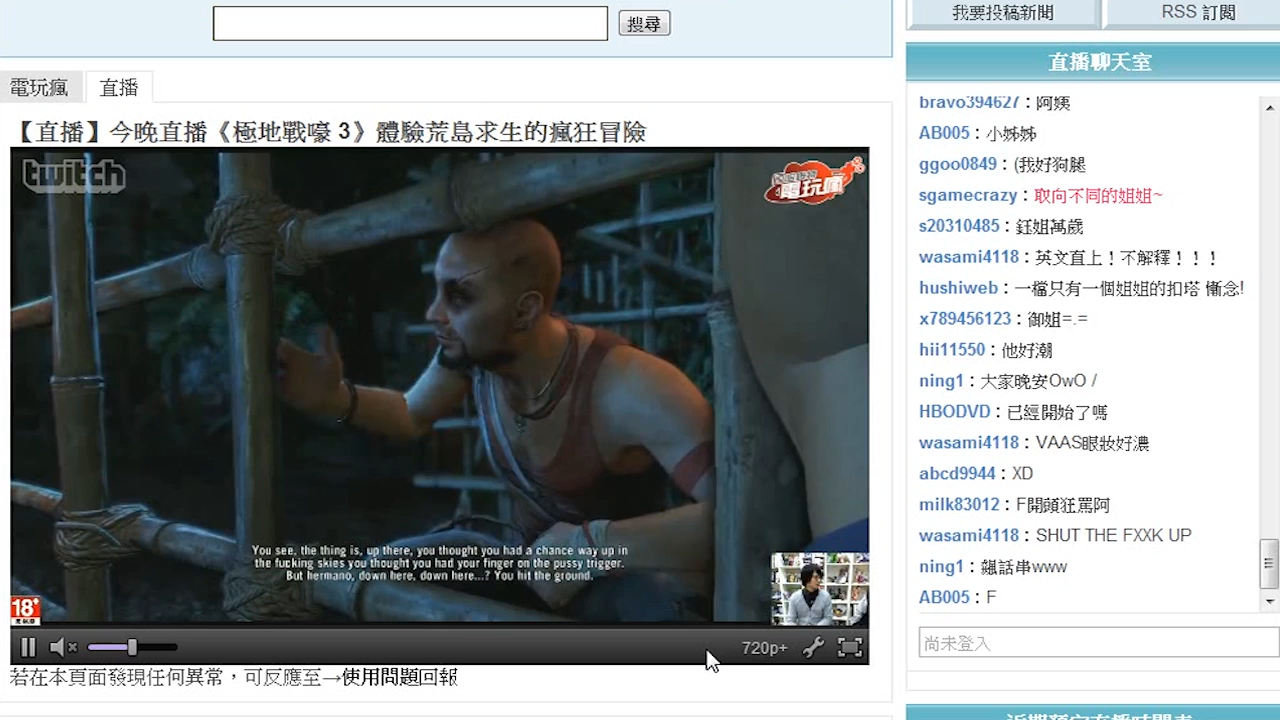 搜尋
我要投稿新聞
RSS 訂閱
電玩瘋
直播
【直播】今晚直播《極地戰嚎 3》體驗荒島求生的瘋狂冒險
twitch
電玩瘋
You see, the thing is, up there, you thought you had a chance way up in
the fucking skies you thought you had your finger on the pussy trigger.
But hermano, down here, down here...? You hit the ground.
18+
720p+
若在本頁面發現任何異常，可反應至→使用問題回報
直播聊天室
bravo394627：阿姨
AB005：小姊姊
ggoo0849：(我好狗腿
sgamecrazy：取向不同的姐姐~
s20310485：鈺姐萬歲
wasami4118：英文直上！不解釋！！！
hushiweb：一檔只有一個姐姐的扣塔 慚念!
x789456123：御姐=.=
hii11550：他好潮
ning1：大家晚安OwO /
HBODVD：已經開始了嗎
wasami4118：VAAS眼妝好濃
abcd9944：XD
milk83012：F開頭狂罵阿
wasami4118：SHUT THE FXXK UP
ning1：飆話串www
AB005：F
尚未登入